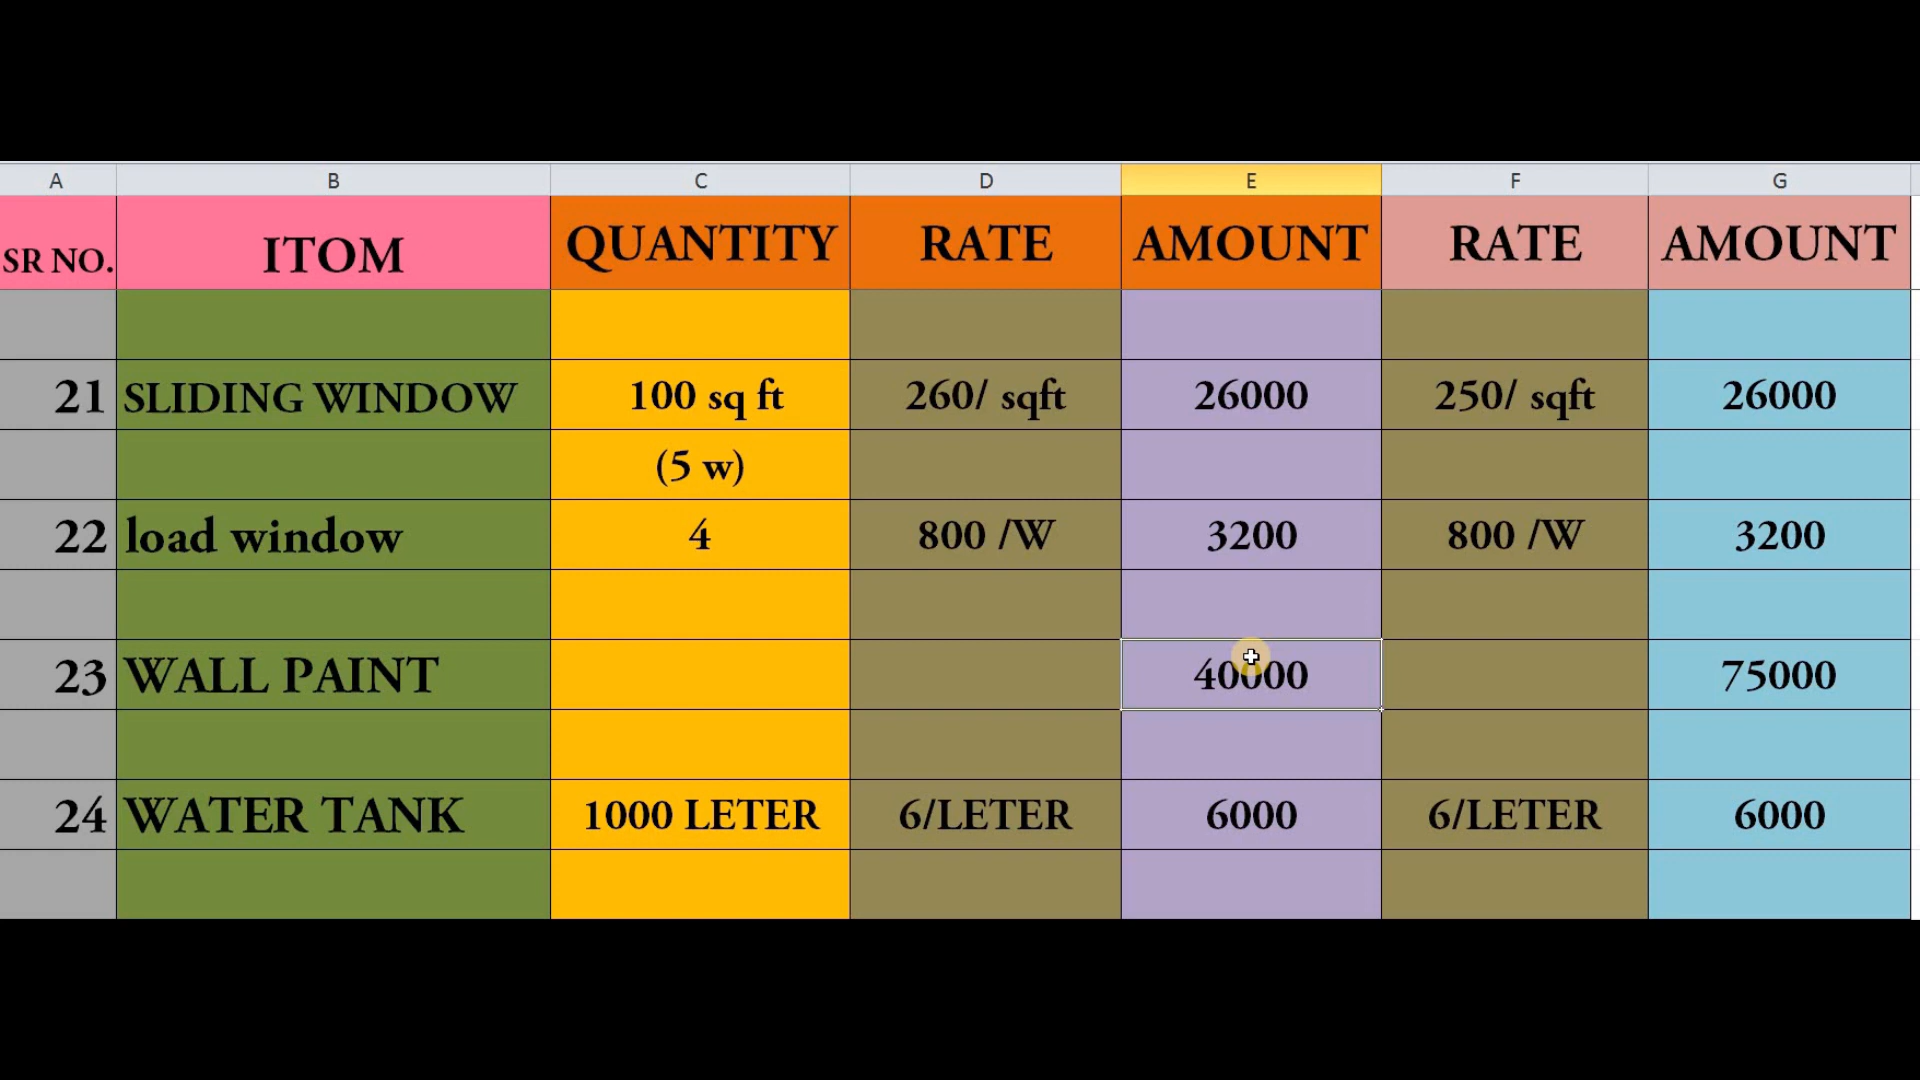 A B C D E F G
SR NO. ITOM QUANTITY RATE AMOUNT RATE AMOUNT
21 SLIDING WINDOW 100 sq ft 260/ sqft 26000 250/ sqft 26000
(5 w)
22 load window 4 800 /W 3200 800 /W 3200
23 WALL PAINT 40000 75000
24 WATER TANK 1000 LETER 6/LETER 6000 6/LETER 6000